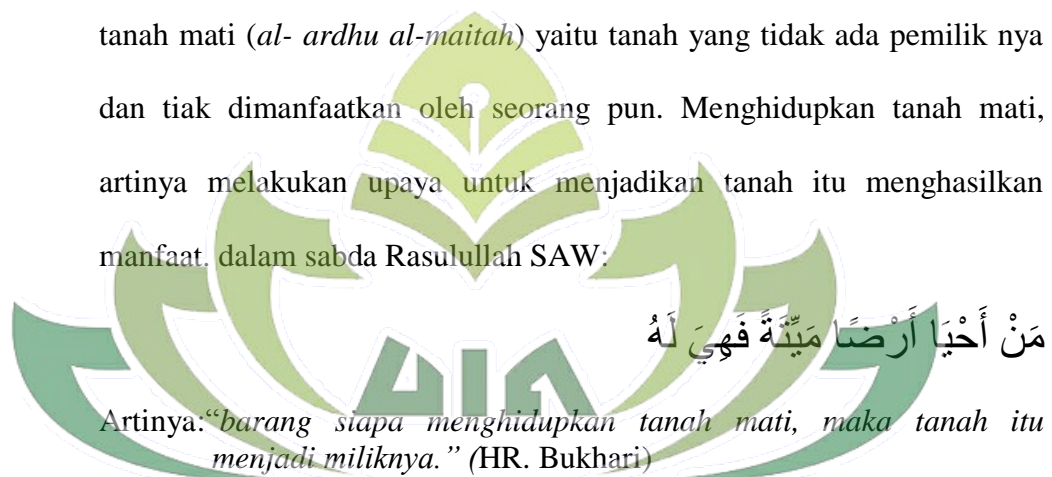 tanah mati (al- ardhu al-maitah) yaitu tanah yang tidak ada pemilik nya
dan tiak dimanfaatkan oleh seorang pun. Menghidupkan tanah mati,
artinya melakukan upaya untuk menjadikan tanah itu menghasilkan
manfaat. dalam sabda Rasulullah SAW:
مَنْ أَحْيَا أَرْضًا مَيِّتَةً فَهِيَ لَهُ
Artinya:“barang siapa menghidupkan tanah mati, maka tanah itu
menjadi miliknya.” (HR. Bukhari)